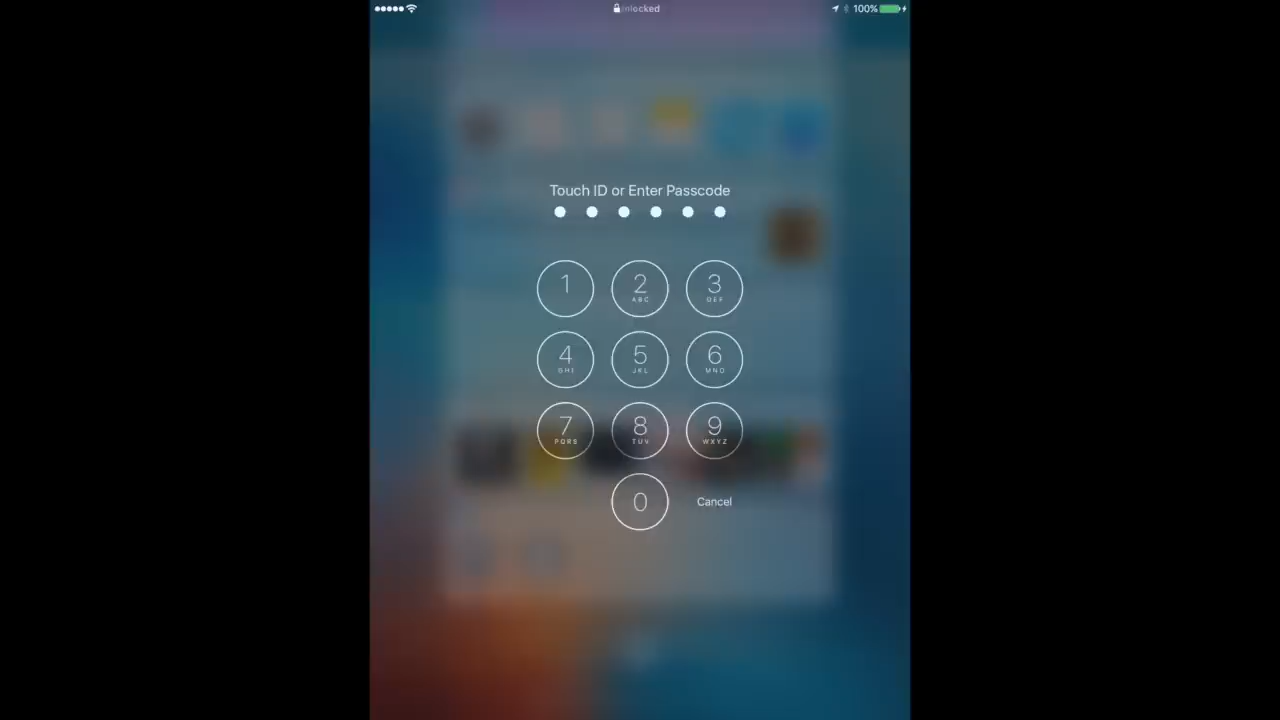 unlocked
100%
Touch ID or Enter Passcode
1 2 3
ABC DEF
4 5 6
GHI JKL MNO
7 8 9
PQRS TUV WXYZ
0 Cancel